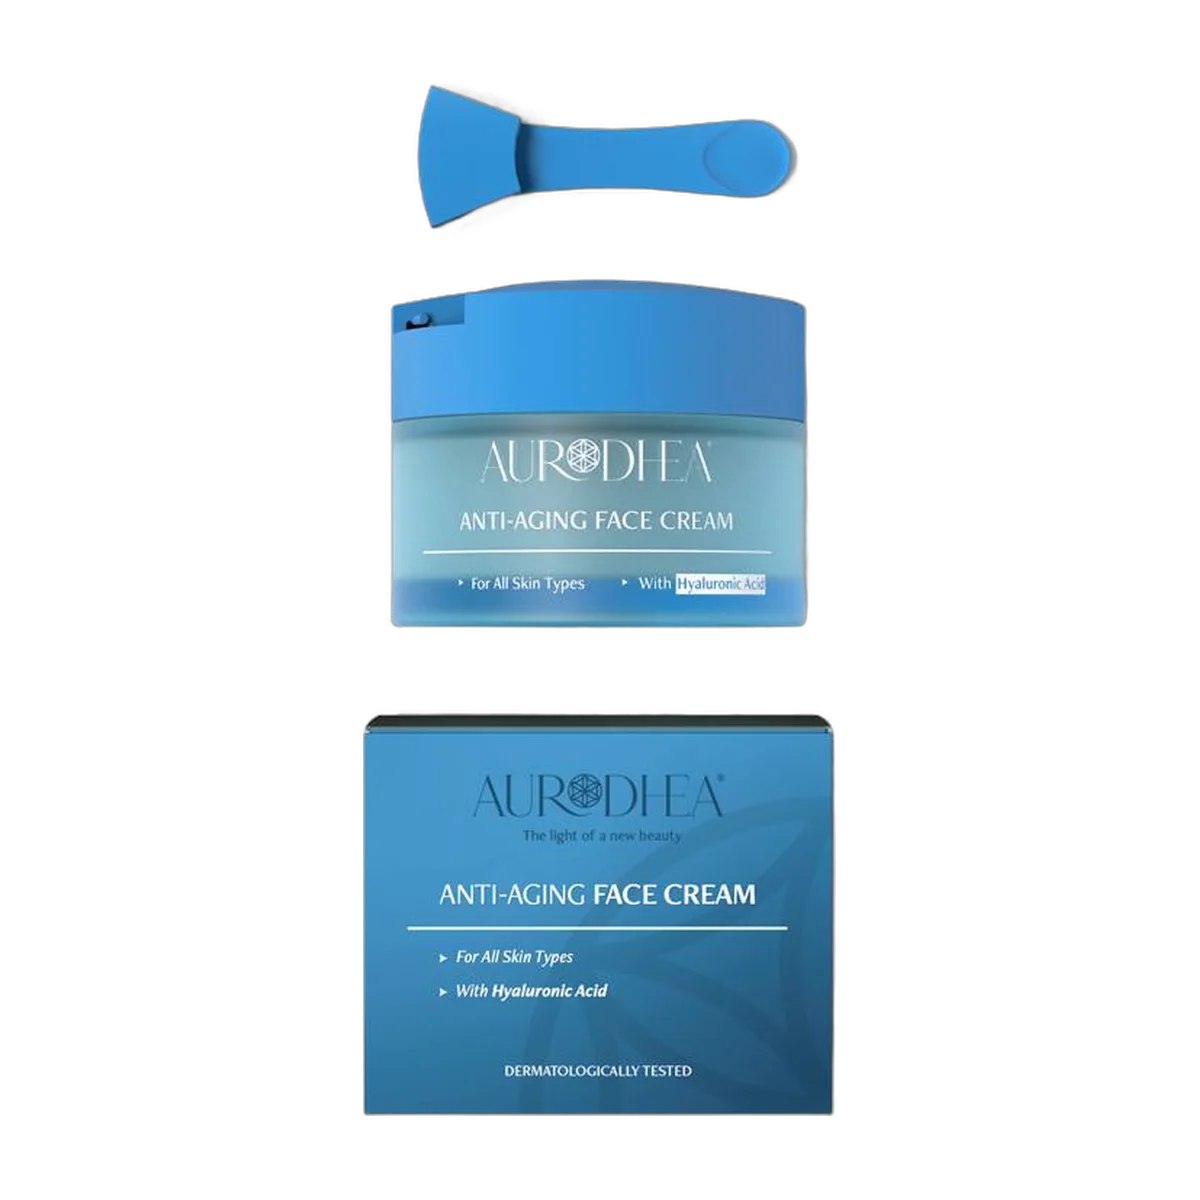 AURODHEA®
ANTI-AGING FACE CREAM
‣ For All Skin Types ‣ With Hyaluronic Acid
AURODHEA®
The light of a new beauty
ANTI-AGING FACE CREAM
‣ For All Skin Types
‣ With Hyaluronic Acid
DERMATOLOGICALLY TESTED